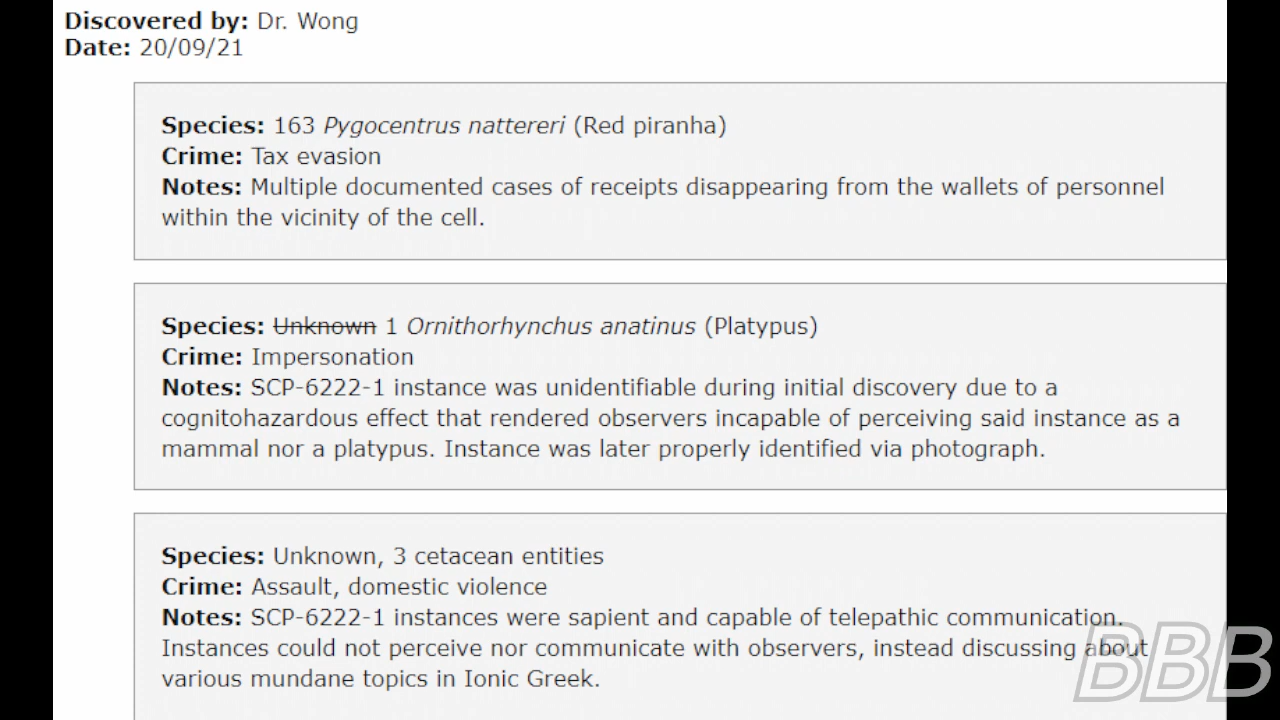 Discovered by: Dr. Wong
Date: 20/09/21
Species: 163 Pygocentrus nattereri (Red piranha)
Crime: Tax evasion
Notes: Multiple documented cases of receipts disappearing from the wallets of personnel
within the vicinity of the cell.
Species: Unknown 1 Ornithorhynchus anatinus (Platypus)
Crime: Impersonation
Notes: SCP-6222-1 instance was unidentifiable during initial discovery due to a
cognitohazardous effect that rendered observers incapable of perceiving said instance as a
mammal nor a platypus. Instance was later properly identified via photograph.
Species: Unknown, 3 cetacean entities
Crime: Assault, domestic violence
Notes: SCP-6222-1 instances were sapient and capable of telepathic communication.
Instances could not perceive nor communicate with observers, instead discussing about
various mundane topics in Ionic Greek.
BBB